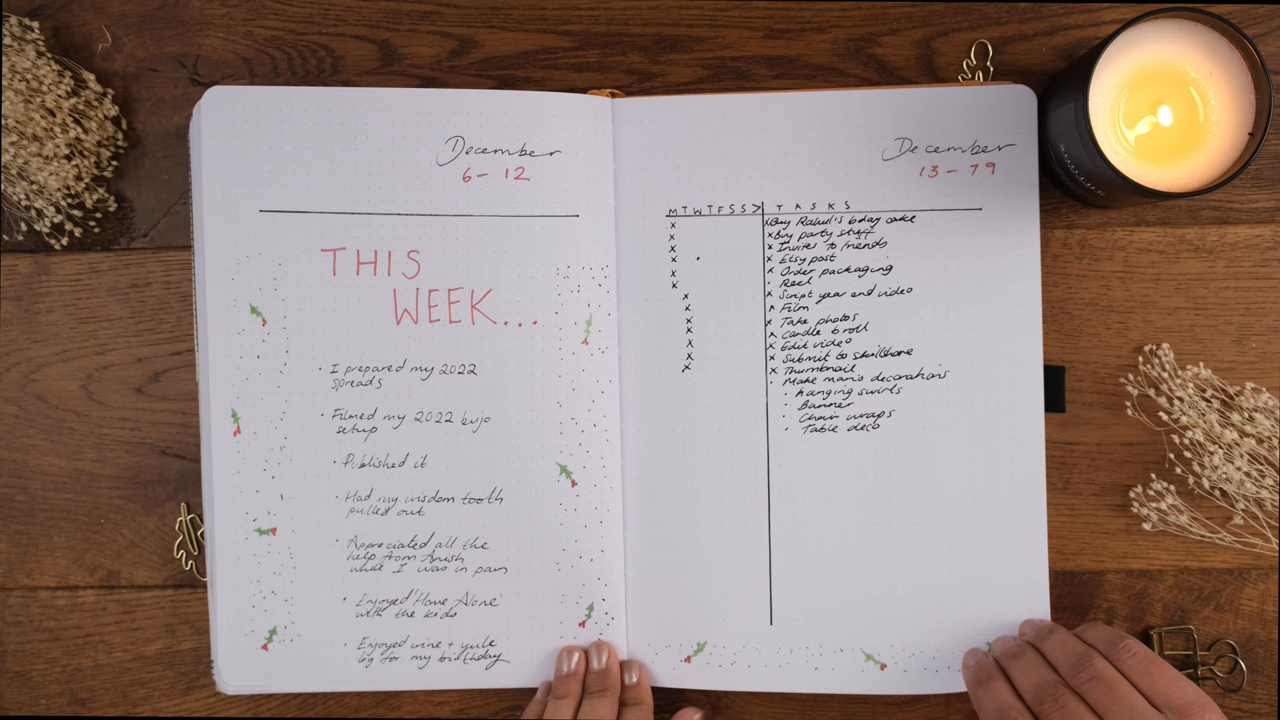 December
6 - 12
THIS
WEEK...
• I prepared my 2022
spreads
• Filmed my 2022 bujo
setup
• Published it
• Had my wisdom tooth
pulled out
• Appreciated all the
help from Anish
while I was in pain
• Enjoyed 'Home Alone'
with the kids
• Enjoyed wine + yule
log for my birthday
December
13 - 19
M T W T F S S > T A S K S
x x Buy Rahul's bday cake
x x Buy party stuff
x x Invites to friends
x • x Etsy post
x x Order packaging
x • Reel
x x Script year end video
x x Film
x x Take photos
x x Candle b roll
x x Edit video
x x Submit to skillshare
x x Thumbnail
• Make mario decorations
• hanging swirls
• Banner
• Chair wraps
• Table deco